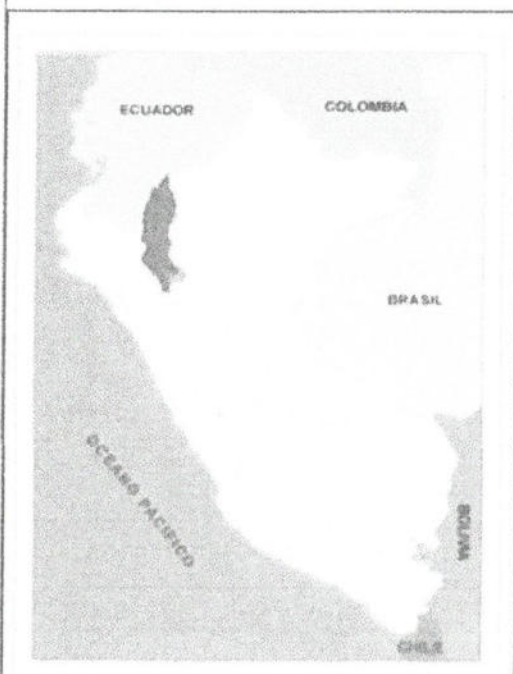 ECUADOR
COLOMBIA
BRASIL
OCEANO PACIFICO
BOLIVIA
CHILE